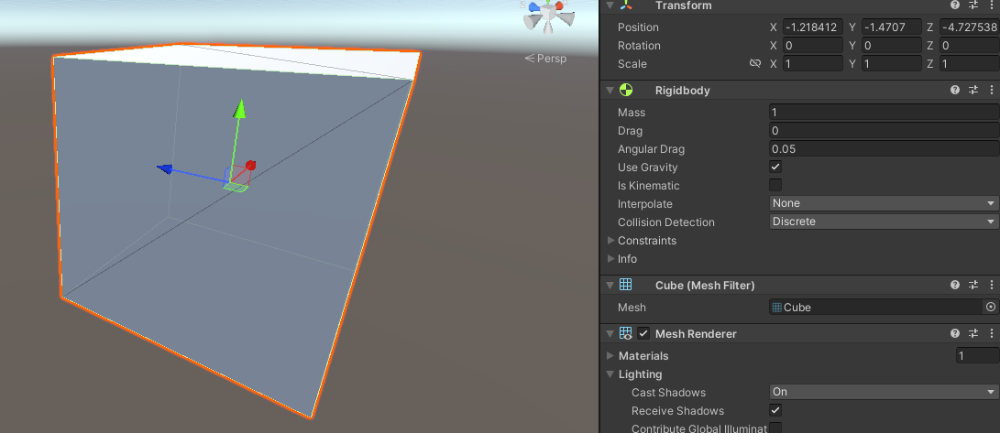 Persp
Transform
Position X -1.218412 Y -1.4707 Z -4.727538
Rotation X 0 Y 0 Z 0
Scale X 1 Y 1 Z 1
Rigidbody
Mass 1
Drag 0
Angular Drag 0.05
Use Gravity
Is Kinematic
Interpolate None
Collision Detection Discrete
Constraints
Info
Cube (Mesh Filter)
Mesh Cube
Mesh Renderer
Materials 1
Lighting
Cast Shadows On
Receive Shadows
Contribute Global Illuminat